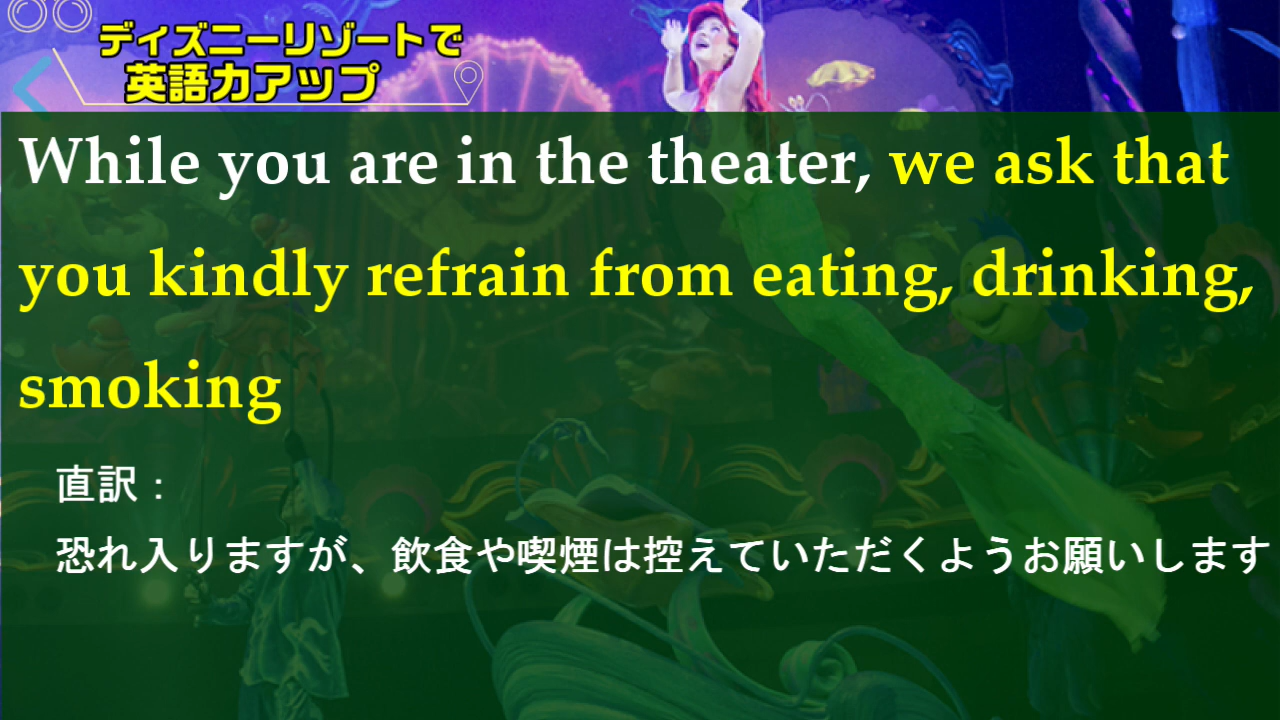 ディズニーリゾートで
英語力アップ
While you are in the theater, we ask that
you kindly refrain from eating, drinking,
smoking
直訳：
恐れ入りますが、飲食や喫煙は控えていただくようお願いします